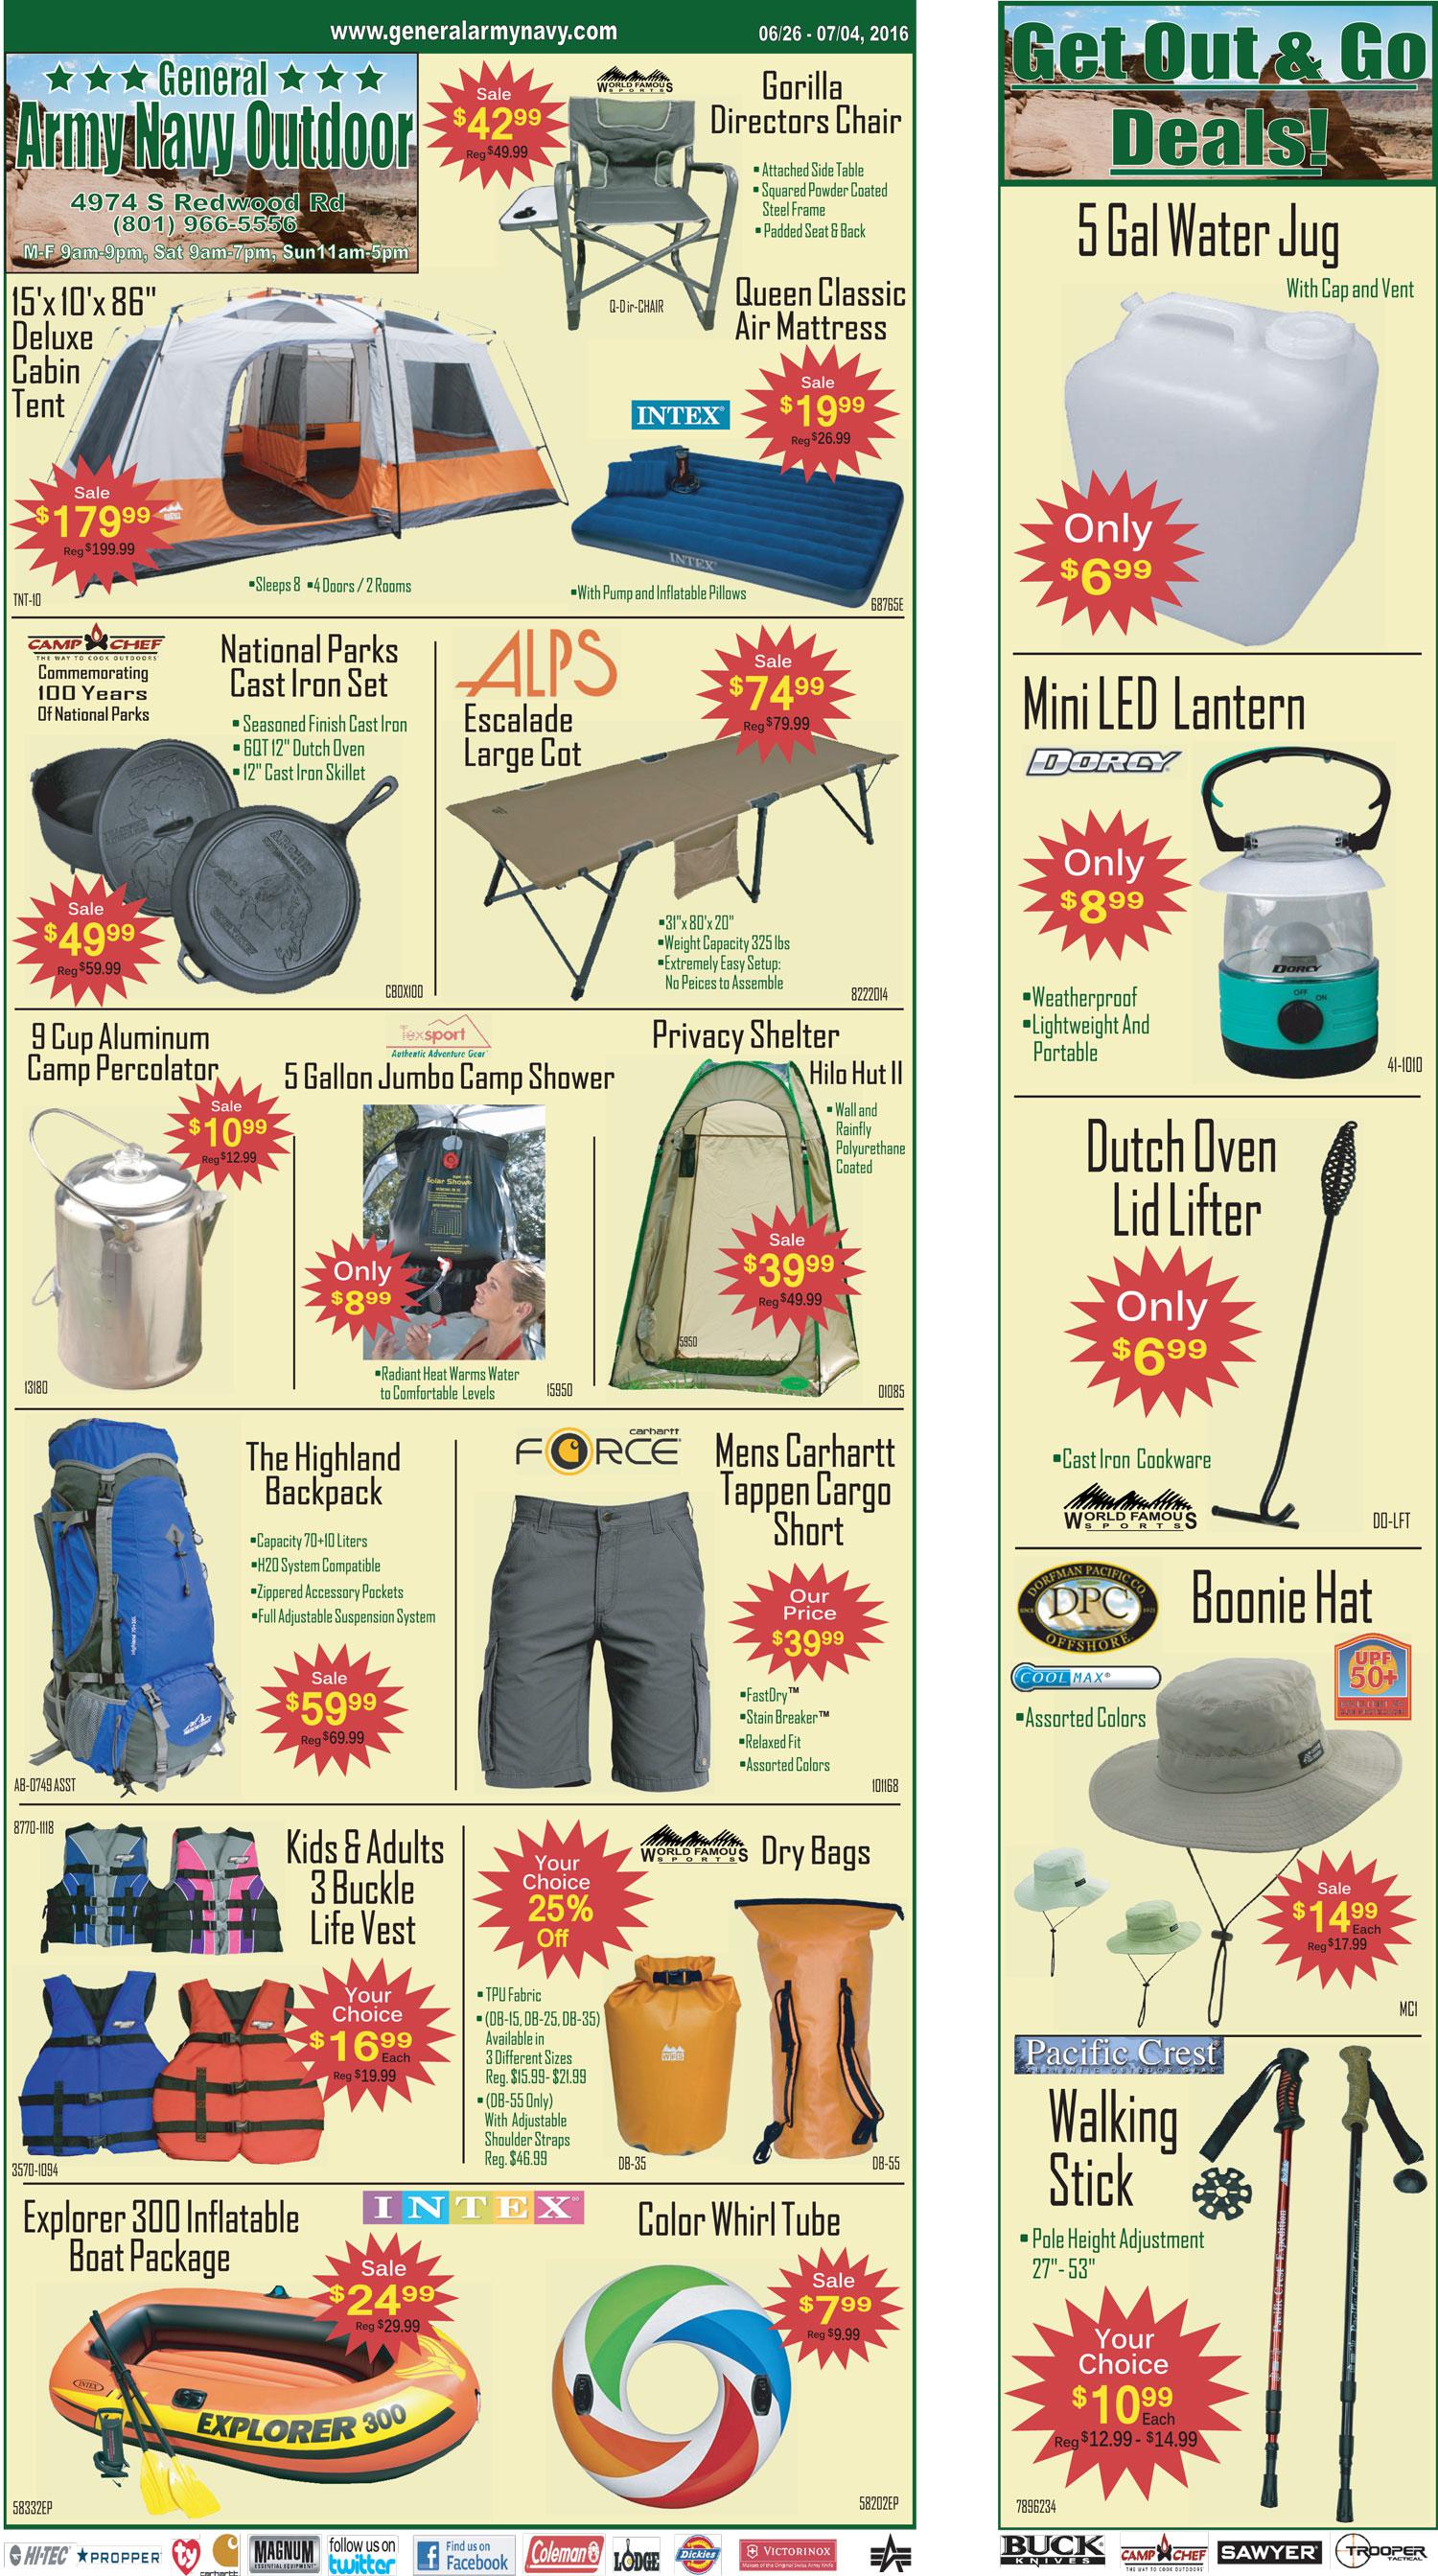 www.generalarmynavy.com
06/26 - 07/04, 2016
General
Army Navy Outdoor
4974 S Redwood Rd
(801) 966-5556
M-F 9am-9pm, Sat 9am-7pm, Sun11am-5pm
Sale
$42.99
Reg $49.99
WORLD FAMOUS
SPORTS
Gorilla
Directors Chair
▪ Attached Side Table
▪ Squared Powder Coated
Steel Frame
▪ Padded Seat & Back
Q-Dir-CHAIR
15'x 10'x 86"
Deluxe
Cabin
Tent
Sale
$179.99
Reg $199.99
▪Sleeps 8 ▪4 Doors / 2 Rooms
TNT-10
Queen Classic
Air Mattress
INTEX
Sale
$19.99
Reg $26.99
INTEX
▪With Pump and Inflatable Pillows
68765E
CAMP CHEF
THE WAY TO COOK OUTDOORS
Commemorating
100 Years
Of National Parks
National Parks
Cast Iron Set
▪ Seasoned Finish Cast Iron
▪ 6QT 12" Dutch Oven
▪ 12" Cast Iron Skillet
Sale
$49.99
Reg $59.99
CBOX100
ALPS
Escalade
Large Cot
Sale
$74.99
Reg $79.99
▪31"x 80'x 20"
▪Weight Capacity 325 lbs
▪Extremely Easy Setup:
No Peices to Assemble
8222014
9 Cup Aluminum
Camp Percolator
Sale
$10.99
Reg $12.99
13180
Texsport
Authentic Adventure Gear
5 Gallon Jumbo Camp Shower
Solar Shower
Only
$8.99
▪Radiant Heat Warms Water
to Comfortable Levels
15950
Privacy Shelter
Hilo Hut II
▪ Wall and
Rainfly
Polyurethane
Coated
Sale
$39.99
Reg $49.99
5950
01085
The Highland
Backpack
▪Capacity 70+10 Liters
▪H2O System Compatible
▪Zippered Accessory Pockets
▪Full Adjustable Suspension System
Sale
$59.99
Reg $69.99
AB-0749 ASST
carhartt
FORCE
Mens Carhartt
Tappen Cargo
Short
Our
Price
$39.99
▪FastDry™
▪Stain Breaker™
▪Relaxed Fit
▪Assorted Colors
101168
8770-1118
Kids & Adults
3 Buckle
Life Vest
Your
Choice
$16.99
Each
Reg $19.99
3570-1094
Your
Choice
25%
Off
WORLD FAMOUS
SPORTS
Dry Bags
▪ TPU Fabric
▪ (DB-15, DB-25, DB-35)
Available in
3 Different Sizes
Reg. $15.99- $21.99
▪ (DB-55 Only)
With Adjustable
Shoulder Straps
Reg. $46.99
DB-35
DB-55
Explorer 300 Inflatable
Boat Package
INTEX
Sale
$24.99
Reg $29.99
INTEX
EXPLORER 300
58332EP
Color Whirl Tube
Sale
$7.99
Reg $9.99
58202EP
HI-TEC
PROPPER
ty
carhartt
MAGNUM
ESSENTIAL EQUIPMENT
follow us on
twitter
Find us on
Facebook
Coleman
LODGE
Dickies
VICTORINOX
Get Out & Go
Deals!
5 Gal Water Jug
With Cap and Vent
Only
$6.99
Mini LED Lantern
DORCY
Only
$8.99
DORCY
OFF
ON
▪Weatherproof
▪Lightweight And
Portable
41-1010
Dutch Oven
Lid Lifter
Only
$6.99
▪Cast Iron Cookware
WORLD FAMOUS
SPORTS
DO-LFT
DORFMAN PACIFIC CO.
DPC
OFFSHORE
Boonie Hat
COOLMAX®
UPF
50+
▪Assorted Colors
Sale
$14.99
Each
Reg $17.99
MC1
Pacific Crest
Walking
Stick
▪ Pole Height Adjustment
27"- 53"
Your
Choice
$10.99
Each
Reg $12.99 - $14.99
Pacific Crest Expedition
7896234
BUCK
KNIVES
CAMP CHEF
THE WAY TO COOK OUTDOORS
SAWYER
TROOPER
TACTICAL